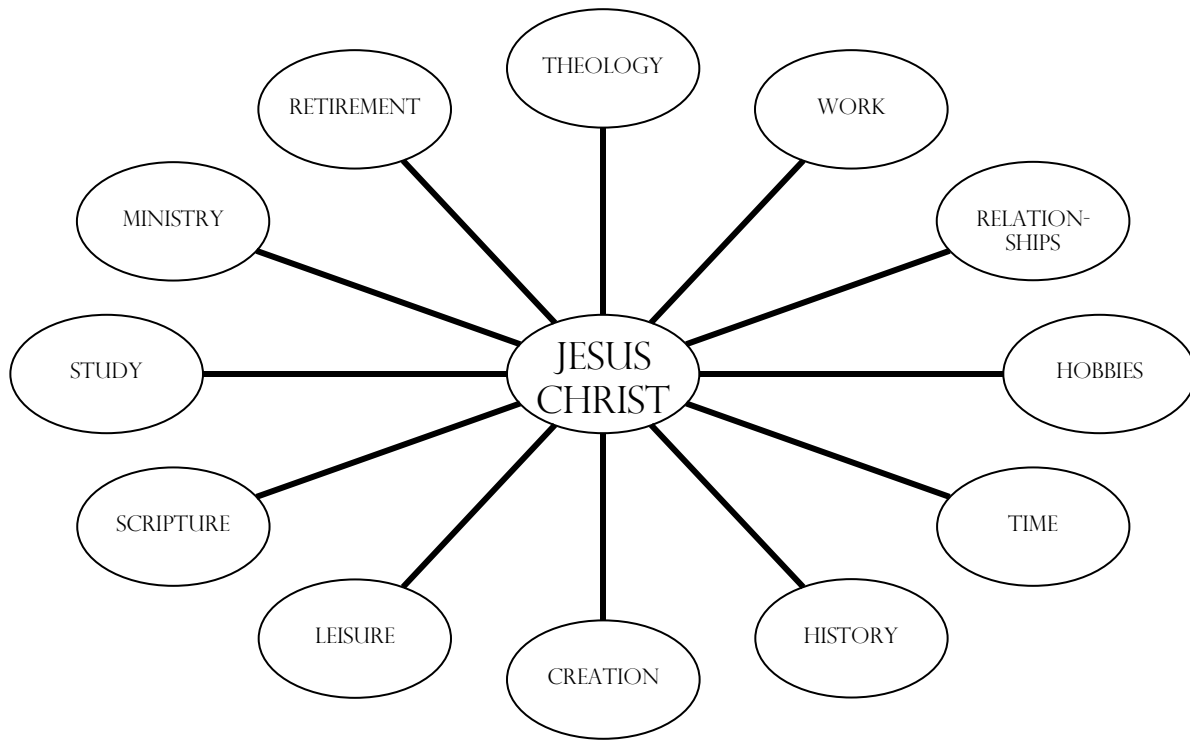 THEOLOGY
WORK
RELATION-
SHIPS
HOBBIES
TIME
HISTORY
CREATION
LEISURE
SCRIPTURE
STUDY
MINISTRY
RETIREMENT
JESUS
CHRIST